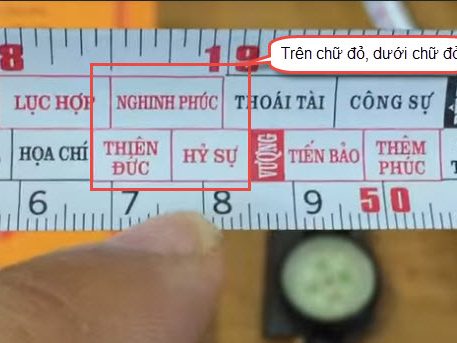 Trên chữ đỏ, dưới chữ đỏ
8 19
LỤC HỢP NGHINH PHÚC THOÁI TÀI CÔNG SỰ
HỌA CHÍ THIÊN ĐỨC HỶ SỰ VƯỢNG TIẾN BẢO THÊM PHÚC
6 7 8 9 50